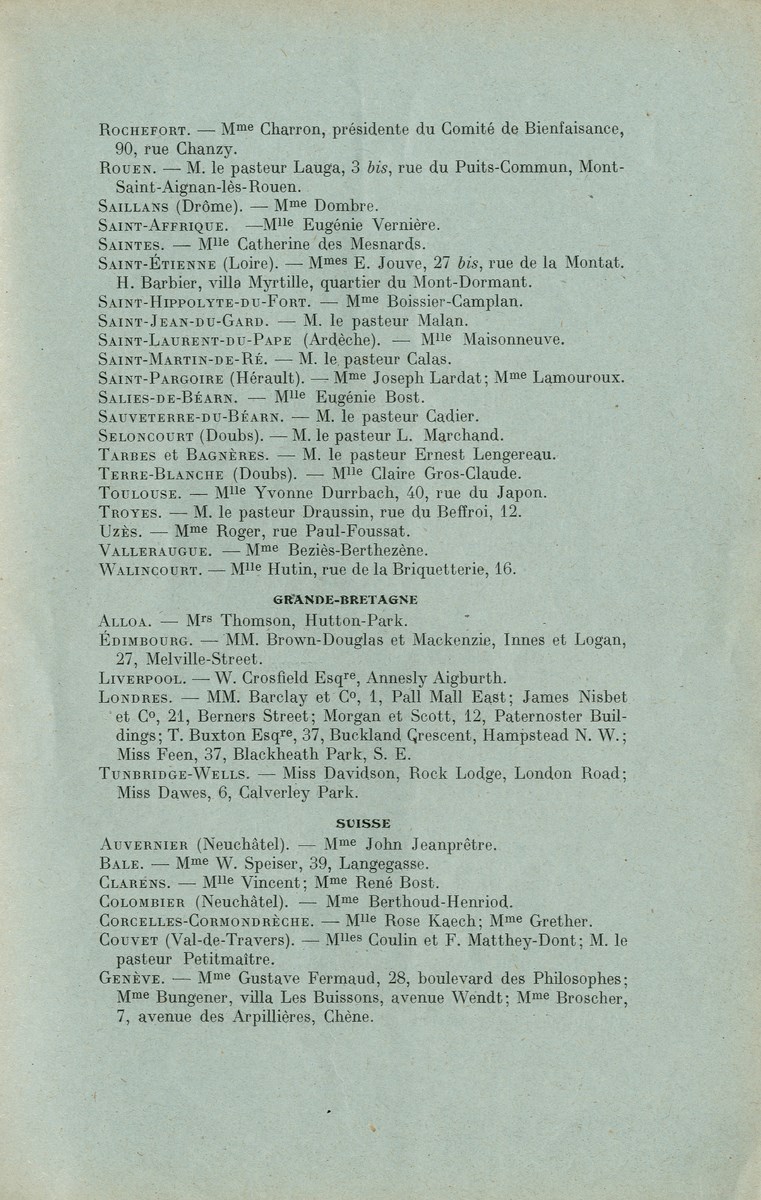 ROCHEFORT. — Mme Charron, présidente du Comité de Bienfaisance,
90, rue Chanzy.
ROUEN. — M. le pasteur Lauga, 3 bis, rue du Puits-Commun, Mont-
Saint-Aignan-lès-Rouen.
SAILLANS (Drôme). — Mme Dombre.
SAINT-AFFRIQUE. —Mlle Eugénie Vernière.
SAINTES. — Mlle Catherine des Mesnards.
SAINT-ÉTIENNE (Loire). — Mmes E. Jouve, 27 bis, rue de la Montat.
H. Barbier, villa Myrtille, quartier du Mont-Dormant.
SAINT-HIPPOLYTE-DU-FORT. — Mme Boissier-Camplan.
SAINT-JEAN-DU-GARD. — M. le pasteur Malan.
SAINT-LAURENT-DU-PAPE (Ardèche). — Mlle Maisonneuve.
SAINT-MARTIN-DE-RÉ. — M. le pasteur Calas.
SAINT-PARGOIRE (Hérault). — Mme Joseph Lardat; Mme Lamouroux.
SALIES-DE-BÉARN. — Mlle Eugénie Bost.
SAUVETERRE-DU-BÉARN. — M. le pasteur Cadier.
SELONCOURT (Doubs). — M. le pasteur L. Marchand.
TARBES et BAGNÈRES. — M. le pasteur Ernest Lengereau.
TERRE-BLANCHE (Doubs). — Mlle Claire Gros-Claude.
TOULOUSE. — Mlle Yvonne Durrbach, 40, rue du Japon.
TROYES. — M. le pasteur Draussin, rue du Beffroi, 12.
UZÈS. — Mme Roger, rue Paul-Foussat.
VALLERAUGUE. — Mme Beziès-Berthezène.
WALINCOURT. — Mlle Hutin, rue de la Briquetterie, 16.
GRANDE-BRETAGNE
ALLOA. — Mrs Thomson, Hutton-Park.
ÉDIMBOURG. — MM. Brown-Douglas et Mackenzie, Innes et Logan,
27, Melville-Street.
LIVERPOOL. — W. Crosfield Esqre, Annesly Aigburth.
LONDRES. — MM. Barclay et Co, 1, Pall Mall East; James Nisbet
et Co, 21, Berners Street; Morgan et Scott, 12, Paternoster Buil-
dings; T. Buxton Esqre, 37, Buckland Crescent, Hampstead N. W.;
Miss Feen, 37, Blackheath Park, S. E.
TUNBRIDGE-WELLS. — Miss Davidson, Rock Lodge, London Road;
Miss Dawes, 6, Calverley Park.
SUISSE
AUVERNIER (Neuchâtel). — Mme John Jeanprêtre.
BALE. — Mme W. Speiser, 39, Langegasse.
CLARENS. — Mlle Vincent; Mme René Bost.
COLOMBIER (Neuchâtel). — Mme Berthoud-Henriod.
CORCELLES-CORMONDRÈCHE. — Mlle Rose Kaech; Mme Grether.
COUVET (Val-de-Travers). — Mlles Coulin et F. Matthey-Dont; M. le
pasteur Petitmaître.
GENÈVE. — Mme Gustave Fermaud, 28, boulevard des Philosophes;
Mme Bungener, villa Les Buissons, avenue Wendt; Mme Broscher,
7, avenue des Arpillières, Chêne.